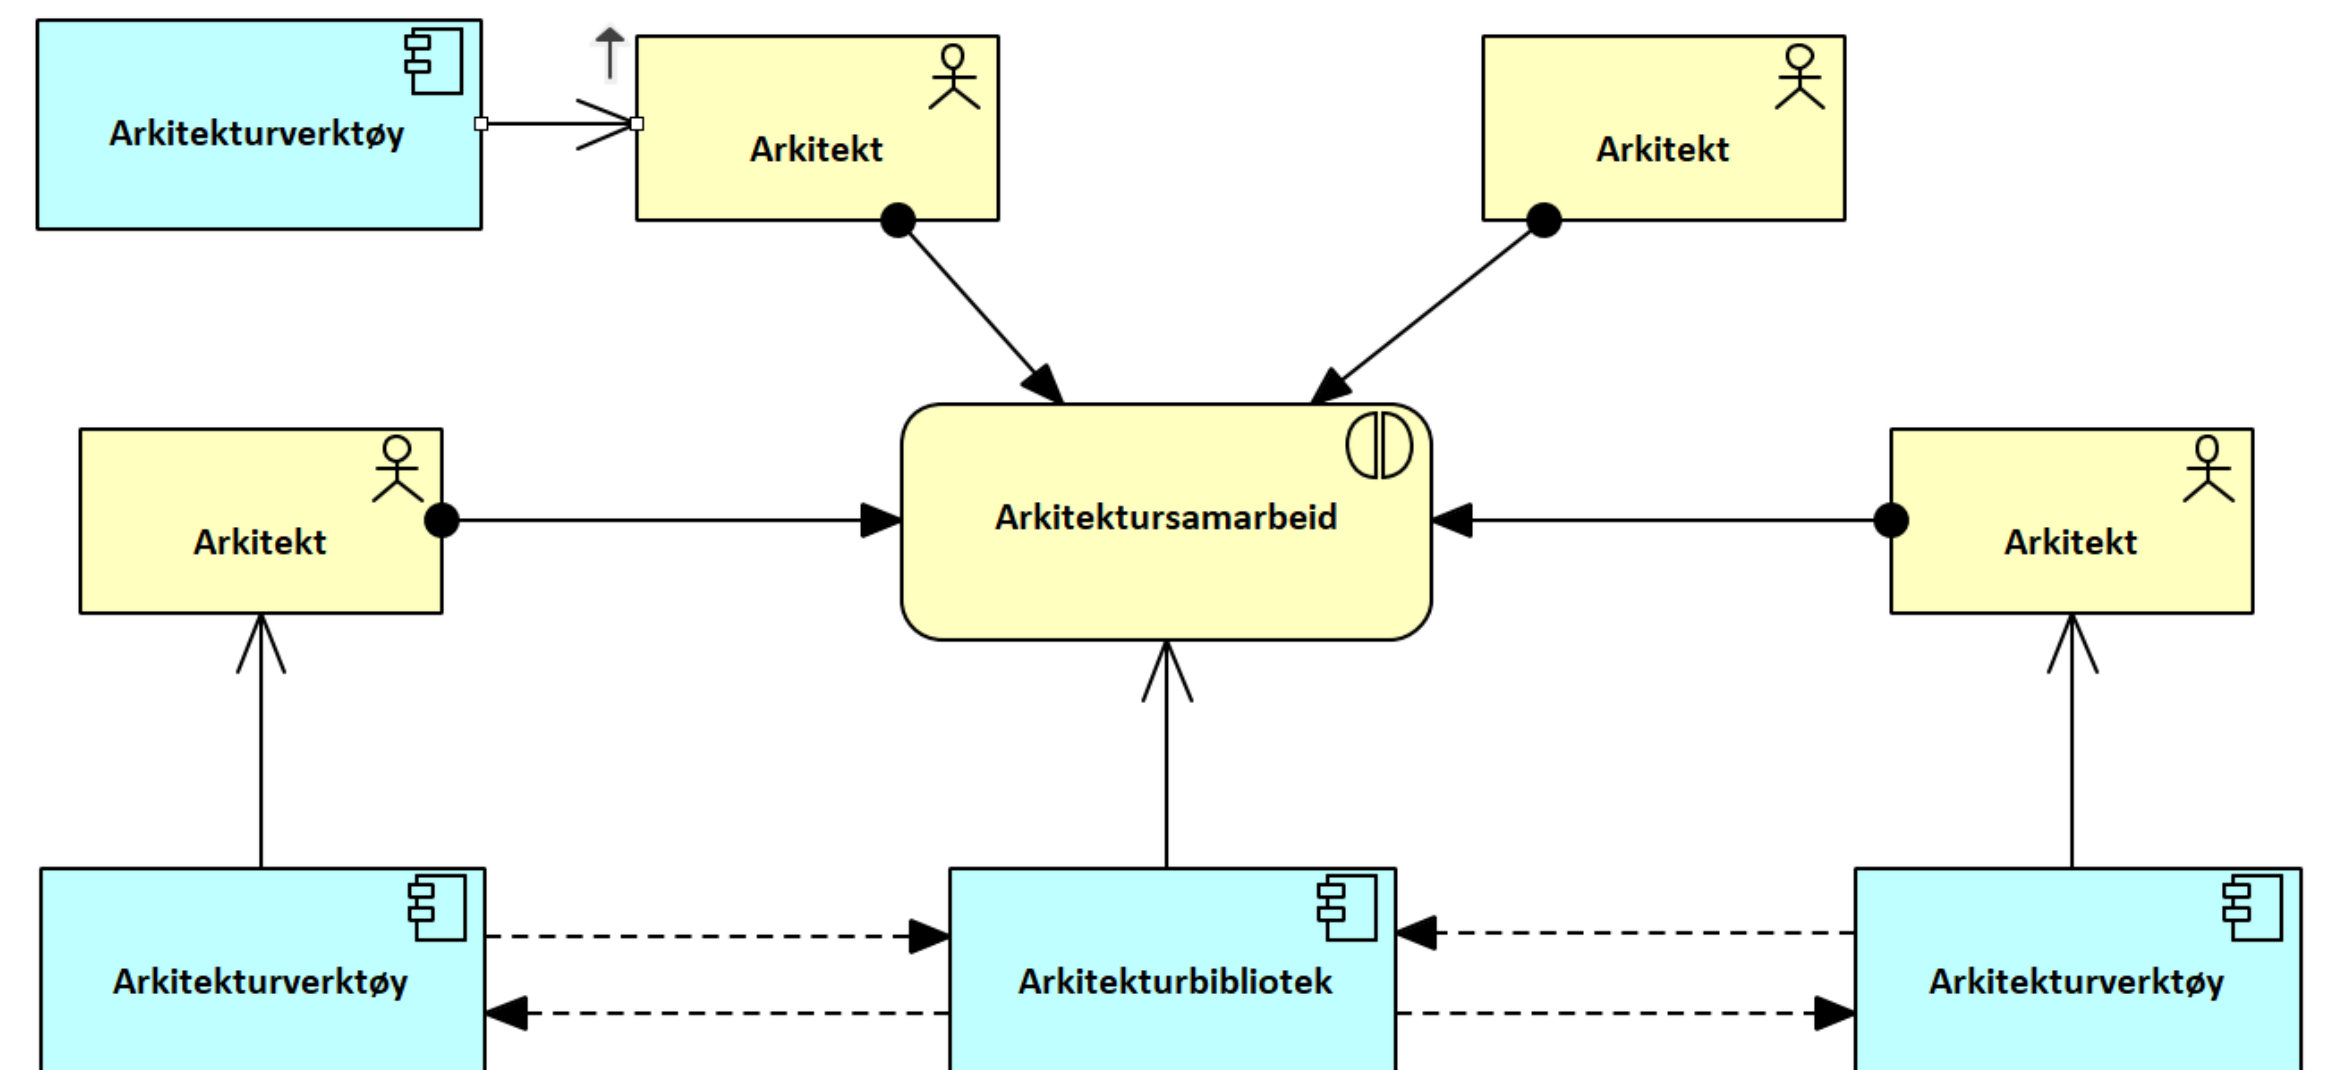 Arkitekturverktøy
Arkitekt
Arkitekt
Arkitekt
Arkitektursamarbeid
Arkitekt
Arkitekturverktøy
Arkitekturbibliotek
Arkitekturverktøy